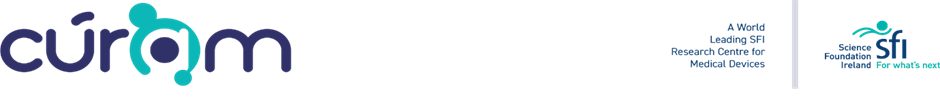 cúram
A World
Leading SFI
Research Centre for
Medical Devices
Science
Foundation
Ireland
sfi
For what's next